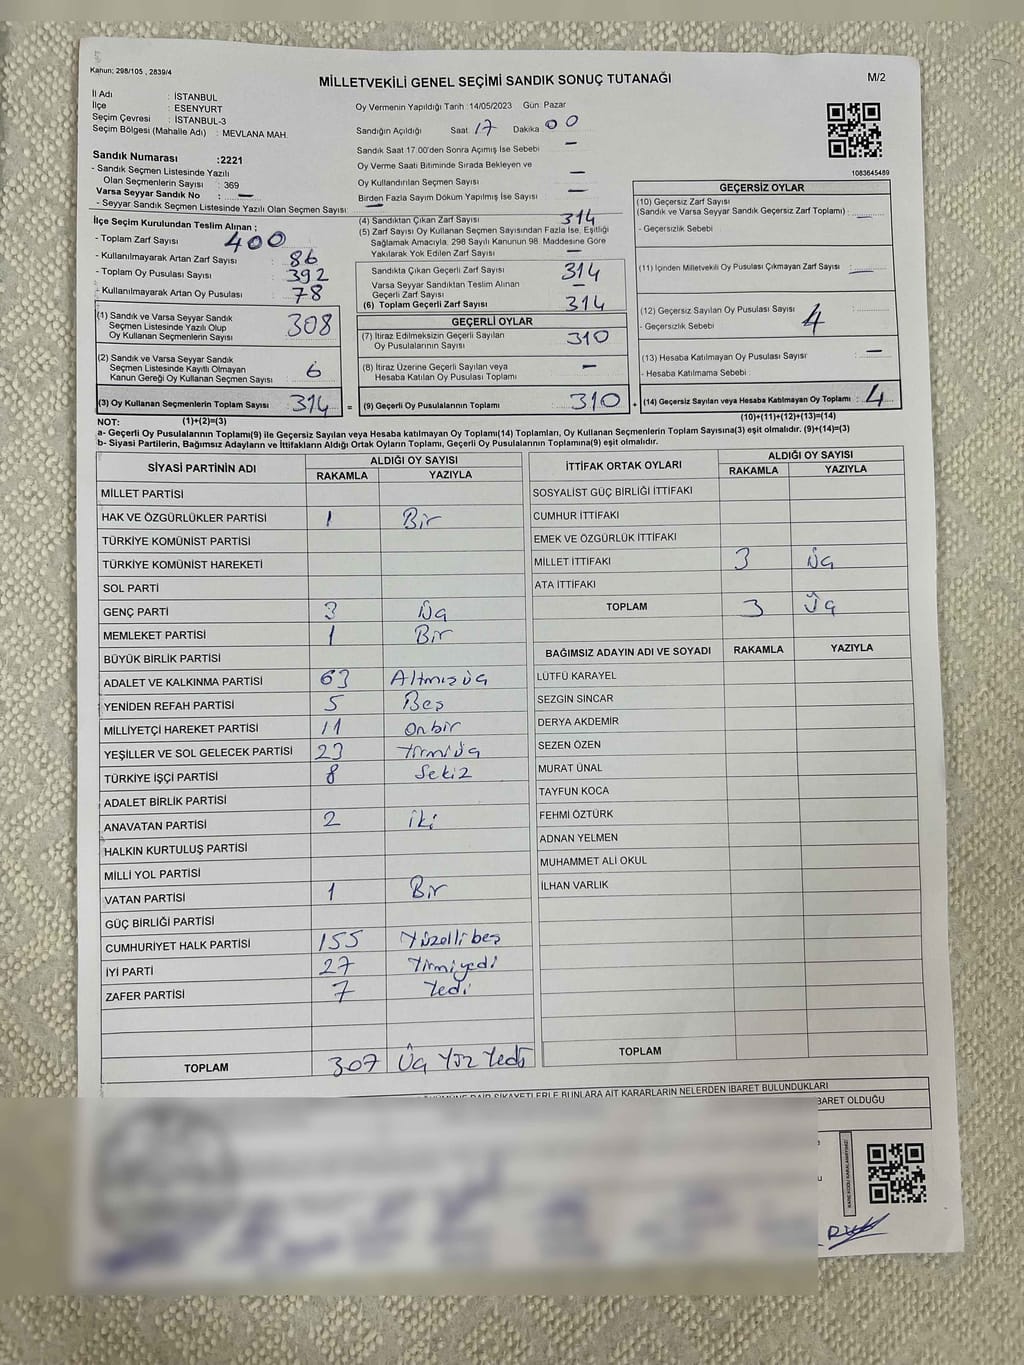 Kanun; 298/105 , 2839/4
MİLLETVEKİLİ GENEL SEÇİMİ SANDIK SONUÇ TUTANAĞI
M/2
İl Adı : İSTANBUL
İlçe : ESENYURT
Seçim Çevresi : İSTANBUL-3
Seçim Bölgesi (Mahalle Adı) : MEVLANA MAH.
Oy Vermenin Yapıldığı Tarih :14/05/2023 Gün: Pazar
Sandığın Açıldığı Saat 17 Dakika 00
Sandık Saat 17.00'den Sonra Açımış İse Sebebi —
Oy Verme Saati Bitiminde Sırada Bekleyen ve
Oy Kullandırılan Seçmen Sayısı —
Birden Fazla Sayım Döküm Yapılmış İse Sayısı —
1083645489
Sandık Numarası :2221
- Sandık Seçmen Listesinde Yazılı
Olan Seçmenlerin Sayısı : 369
Varsa Seyyar Sandık No : —
- Seyyar Sandık Seçmen Listesinde Yazılı Olan Seçmen Sayısı: —
İlçe Seçim Kurulundan Teslim Alınan ;
- Toplam Zarf Sayısı 400
- Kullanılmayarak Artan Zarf Sayısı 86
- Toplam Oy Pusulası Sayısı 392
- Kullanılmayarak Artan Oy Pusulası 78
(1) Sandık ve Varsa Seyyar Sandık
Seçmen Listesinde Yazılı Olup
Oy Kullanan Seçmenlerin Sayısı 308
(2) Sandık ve Varsa Seyyar Sandık
Seçmen Listesinde Kayıtlı Olmayan
Kanun Gereği Oy Kullanan Seçmen Sayısı : 6
(3) Oy Kullanan Seçmenlerin Toplam Sayısı 314 =
(1)+(2)=(3)
(4) Sandıktan Çıkan Zarf Sayısı 314
(5) Zarf Sayısı Oy Kullanan Seçmen Sayısından Fazla İse, Eşitliği
Sağlamak Amacıyla, 298 Sayılı Kanunun 98. Maddesine Göre
Yakılarak Yok Edilen Zarf Sayısı —
Sandıkta Çıkan Geçerli Zarf Sayısı 314
Varsa Seyyar Sandıktan Teslim Alınan
Geçerli Zarf Sayısı —
(6) Toplam Geçerli Zarf Sayısı 314
GEÇERLİ OYLAR
(7) İtiraz Edilmeksizin Geçerli Sayılan
Oy Pusulalarının Sayısı 310
(8) İtiraz Üzerine Geçerli Sayılan veya
Hesaba Katılan Oy Pusulası Toplamı —
(9) Geçerli Oy Pusulalarının Toplamı : 310 +
GEÇERSİZ OYLAR
(10) Geçersiz Zarf Sayısı
(Sandık ve Varsa Seyyar Sandık Geçersiz Zarf Toplamı) : —
- Geçersizlik Sebebi
(11) İçinden Milletvekili Oy Pusulası Çıkmayan Zarf Sayısı : —
(12) Geçersiz Sayılan Oy Pusulası Sayısı : 4
- Geçersizlik Sebebi :
(13) Hesaba Katılmayan Oy Pusulası Sayısı : —
- Hesaba Katılmama Sebebi :
(14) Geçersiz Sayılan veya Hesaba Katılmayan Oy Toplamı : 4
(10)+(11)+(12)+(13)=(14)
NOT:
a- Geçerli Oy Pusulalarının Toplamı(9) ile Geçersiz Sayılan veya Hesaba katılmayan Oy Toplamı(14) Toplamları, Oy Kullanan Seçmenlerin Toplam Sayısına(3) eşit olmalıdır. (9)+(14)=(3)
b- Siyasi Partilerin, Bağımsız Adayların ve İttifakların Aldığı Ortak Oyların Toplamı, Geçerli Oy Pusulalarının Toplamına(9) eşit olmalıdır.
SİYASİ PARTİNİN ADI
ALDIĞI OY SAYISI
RAKAMLA YAZIYLA
MİLLET PARTİSİ
HAK VE ÖZGÜRLÜKLER PARTİSİ 1 Bir
TÜRKİYE KOMÜNİST PARTİSİ
TÜRKİYE KOMÜNİST HAREKETİ
SOL PARTİ
GENÇ PARTİ 3 Üç
MEMLEKET PARTİSİ 1 Bir
BÜYÜK BİRLİK PARTİSİ
ADALET VE KALKINMA PARTİSİ 63 Altmışüç
YENİDEN REFAH PARTİSİ 5 Beş
MİLLİYETÇİ HAREKET PARTİSİ 11 Onbir
YEŞİLLER VE SOL GELECEK PARTİSİ 23 Yirmiüç
TÜRKİYE İŞÇİ PARTİSİ 8 Sekiz
ADALET BİRLİK PARTİSİ
ANAVATAN PARTİSİ 2 İki
HALKIN KURTULUŞ PARTİSİ
MİLLİ YOL PARTİSİ
VATAN PARTİSİ 1 Bir
GÜÇ BİRLİĞİ PARTİSİ
CUMHURİYET HALK PARTİSİ 155 Yüzellibeş
İYİ PARTİ 27 Yirmiyedi
ZAFER PARTİSİ 7 Yedi
TOPLAM 307 Üç Yüz Yedi
İTTİFAK ORTAK OYLARI
ALDIĞI OY SAYISI
RAKAMLA YAZIYLA
SOSYALİST GÜÇ BİRLİĞİ İTTİFAKI
CUMHUR İTTİFAKI
EMEK VE ÖZGÜRLÜK İTTİFAKI
MİLLET İTTİFAKI 3 Üç
ATA İTTİFAKI
TOPLAM 3 Üç
BAĞIMSIZ ADAYIN ADI VE SOYADI RAKAMLA YAZIYLA
LÜTFÜ KARAYEL
SEZGİN SİNCAR
DERYA AKDEMİR
SEZEN ÖZEN
MURAT ÜNAL
TAYFUN KOCA
FEHMİ ÖZTÜRK
ADNAN YELMEN
MUHAMMET ALİ OKUL
İLHAN VARLIK
TOPLAM
ŞİKAYETLERLE BUNLARA AİT KARARLARIN NELERDEN İBARET BULUNDUKLARI
BARET OLDUĞU